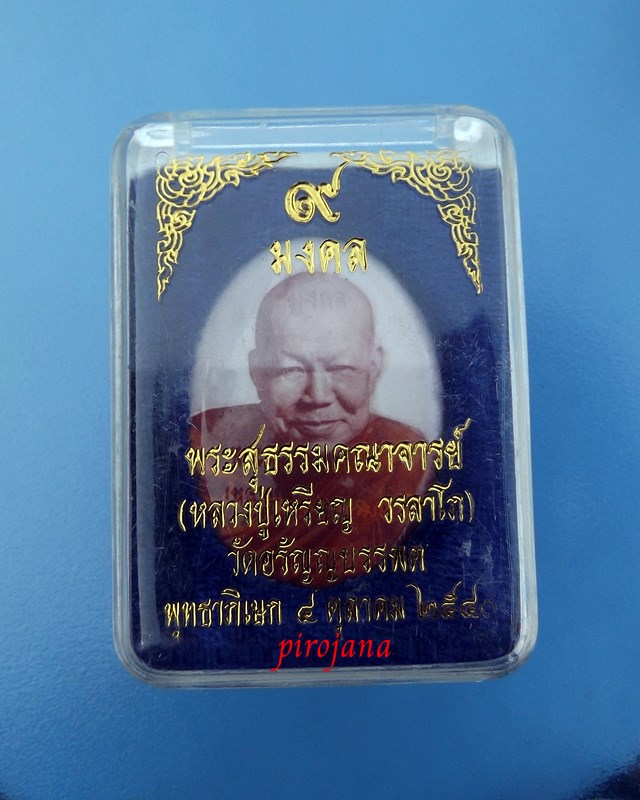 ๙
มงคล
พระสุธรรมคณาจารย์
(หลวงปู่เหรียญ วรลาโภ)
วัดอรัญญบรรพต
พุทธาภิเษก ๔ ตุลาคม ๒๕๔๐
pirojana